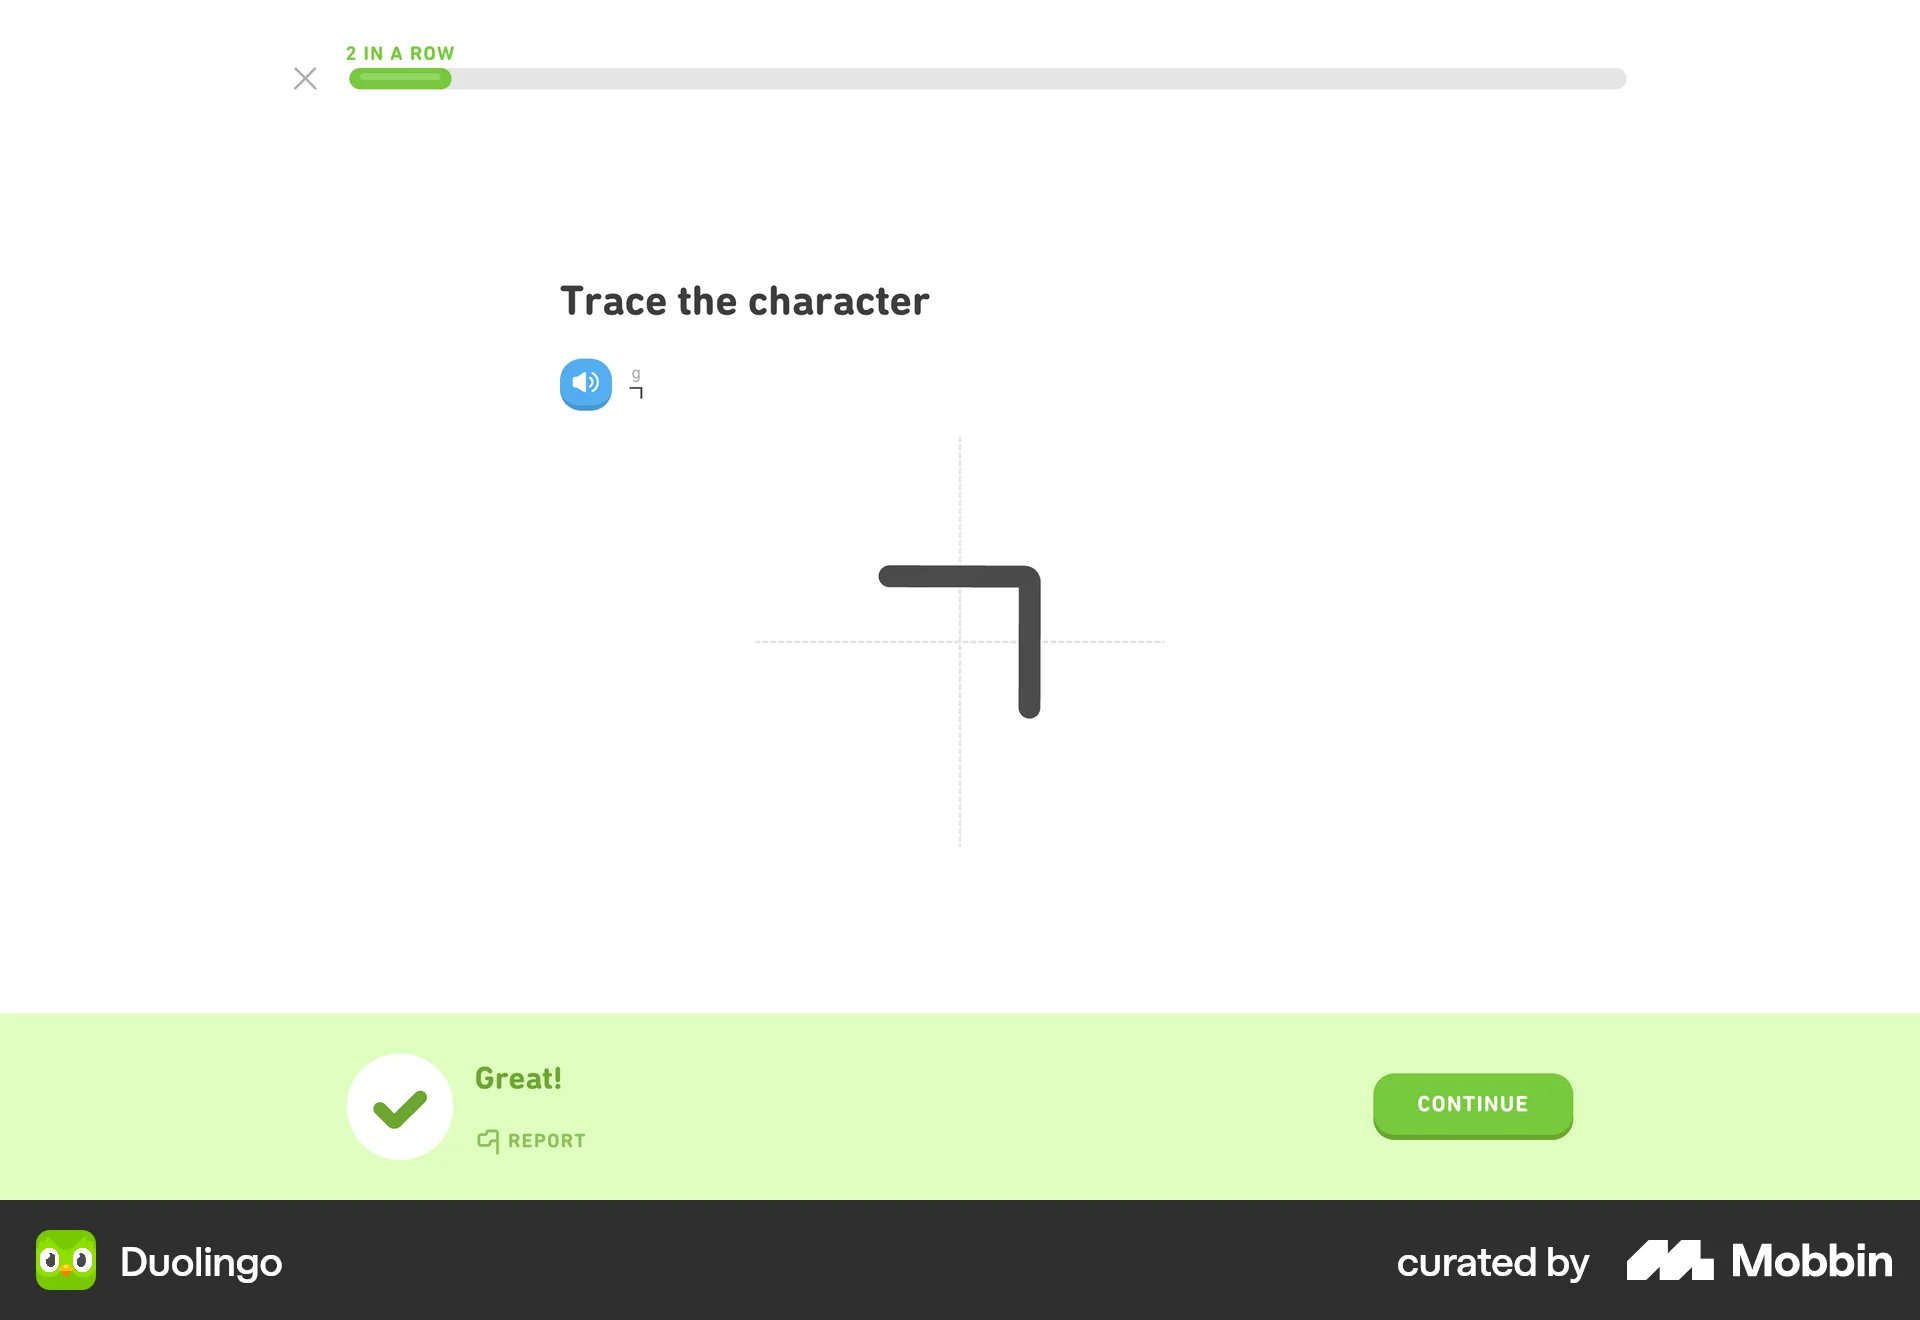 2 IN A ROW
Trace the character
g
ㄱ
ㄱ
Great!
REPORT
CONTINUE
Duolingo
curated by Mobbin